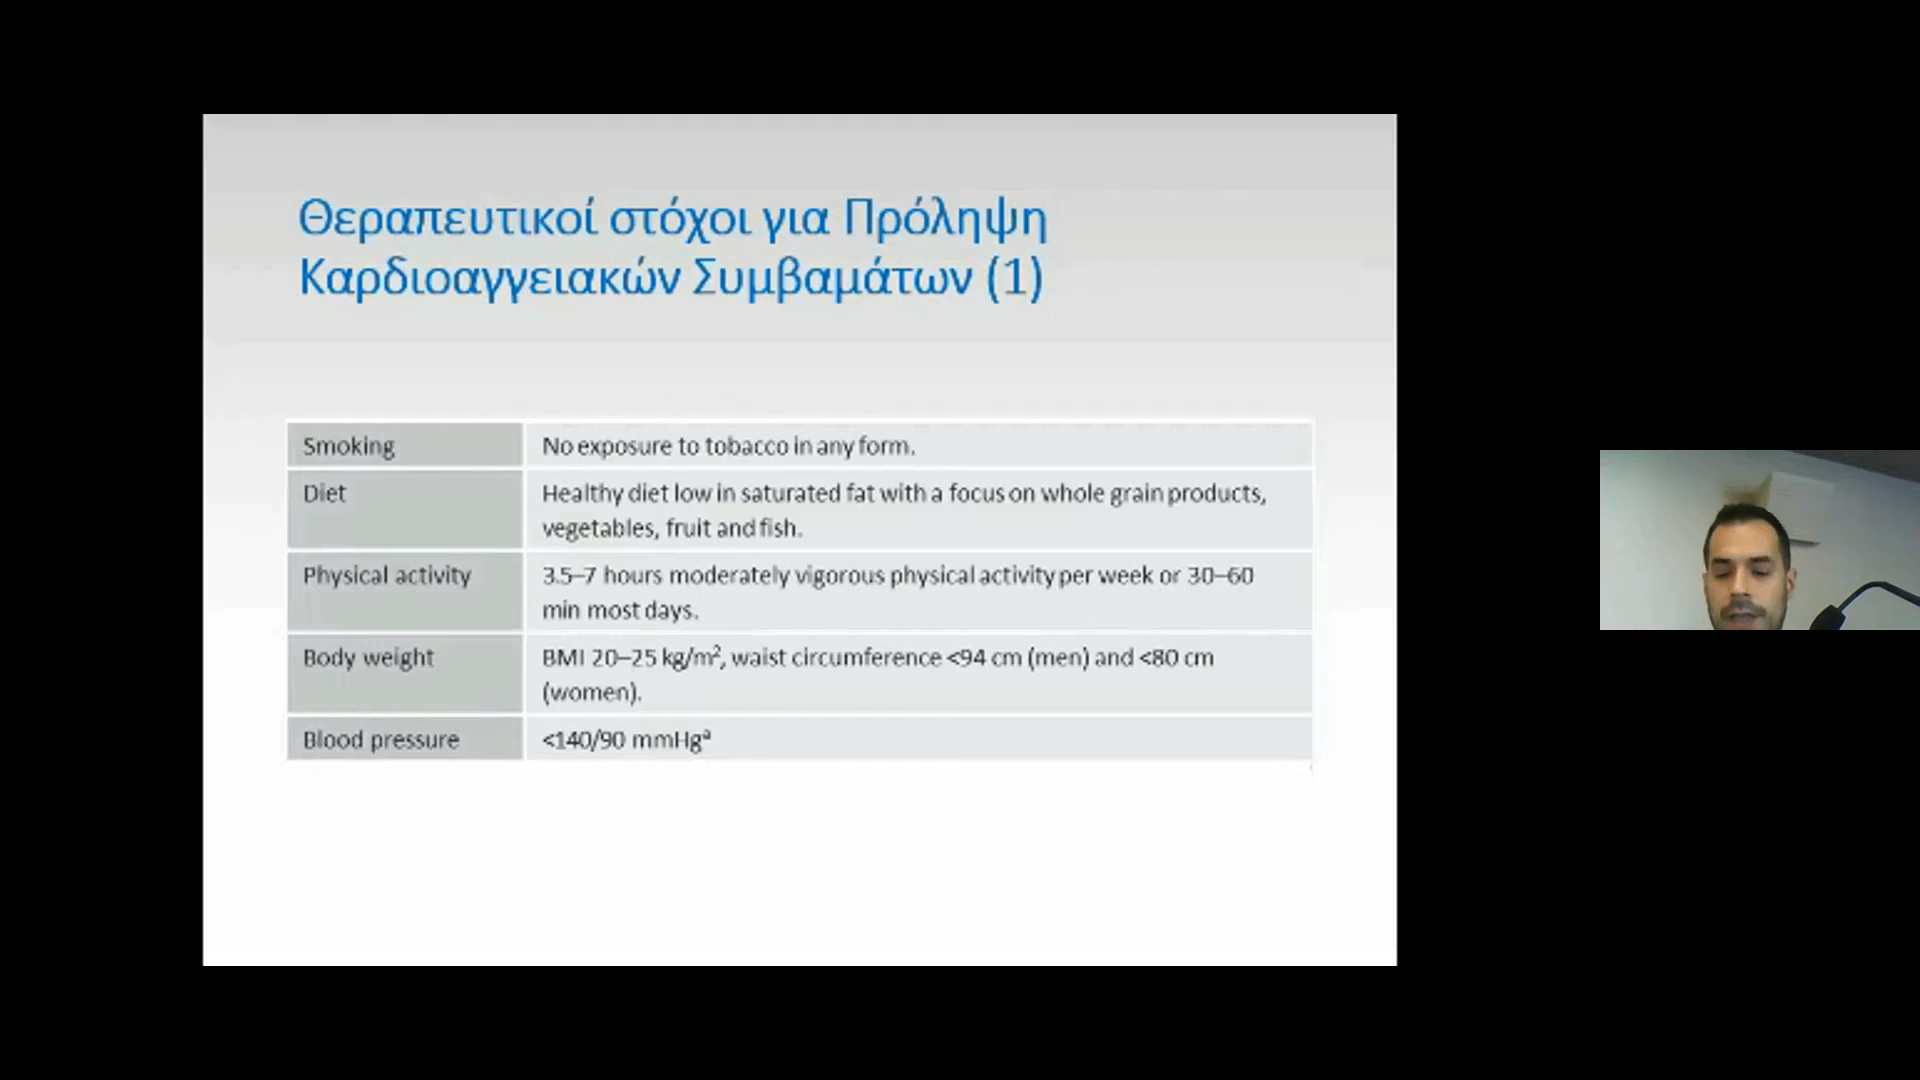 Θεραπευτικοί στόχοι για Πρόληψη
Καρδιοαγγειακών Συμβαμάτων (1)
Smoking
No exposure to tobacco in any form.
Diet
Healthy diet low in saturated fat with a focus on whole grain products,
vegetables, fruit and fish.
Physical activity
3.5–7 hours moderately vigorous physical activity per week or 30–60
min most days.
Body weight
BMI 20–25 kg/m², waist circumference <94 cm (men) and <80 cm
(women).
Blood pressure
<140/90 mmHgᵃ